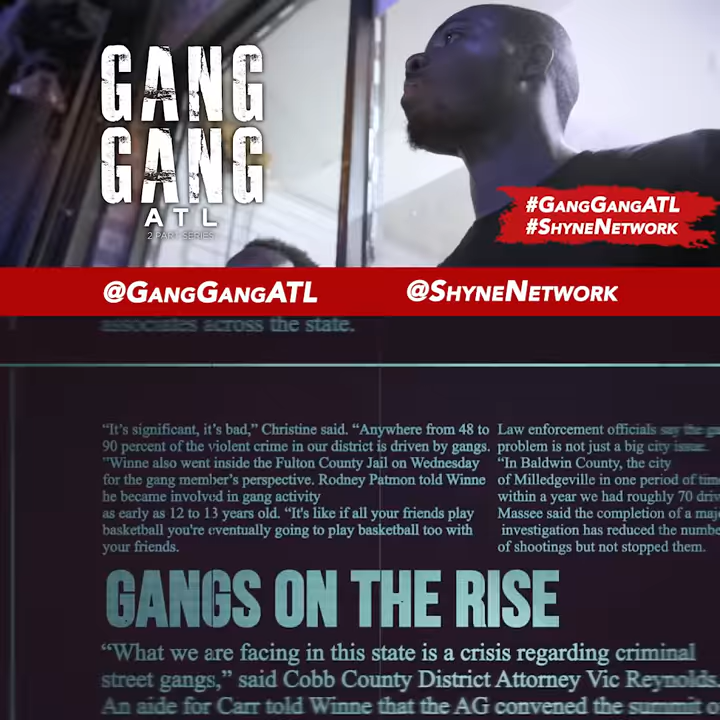 GANG
GANG
ATL
2 PART SERIES
#GANGGANGATL
#SHYNENETWORK
@GANGGANGATL
@SHYNENETWORK
associates across the state.
“It's significant, it's bad,” Christine said. “Anywhere from 48 to
90 percent of the violent crime in our district is driven by gangs.
"Winne also went inside the Fulton County Jail on Wednesday
for the gang member's perspective. Rodney Patmon told Winne
he became involved in gang activity
as early as 12 to 13 years old. “It's like if all your friends play
basketball you're eventually going to play basketball too with
your friends.
Law enforcement officials say the
problem is not just a big city issue.
“In Baldwin County, the city
of Milledgeville in one period of time
within a year we had roughly 70
Massee said the completion of a
investigation has reduced the
of shootings but not stopped them.
GANGS ON THE RISE
“What we are facing in this state is a crisis regarding criminal
street gangs,” said Cobb County District Attorney Vic Reynolds.
An aide for Carr told Winne that the AG convened the summit